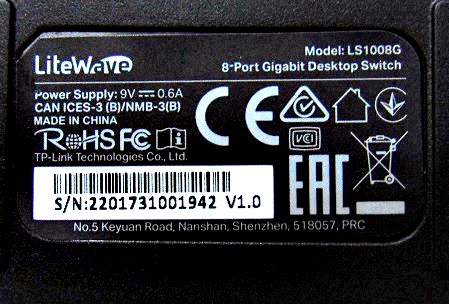 LiteWave
Model: LS1008G
8-Port Gigabit Desktop Switch
Power Supply: 9V⎓0.6A
CAN ICES-3 (B)/NMB-3(B)
MADE IN CHINA
RoHS FC
CE
VCI
EAC
TP-Link Technologies Co., Ltd.
S/N:2201731001942 V1.0
No.5 Keyuan Road, Nanshan, Shenzhen, 518057, PRC